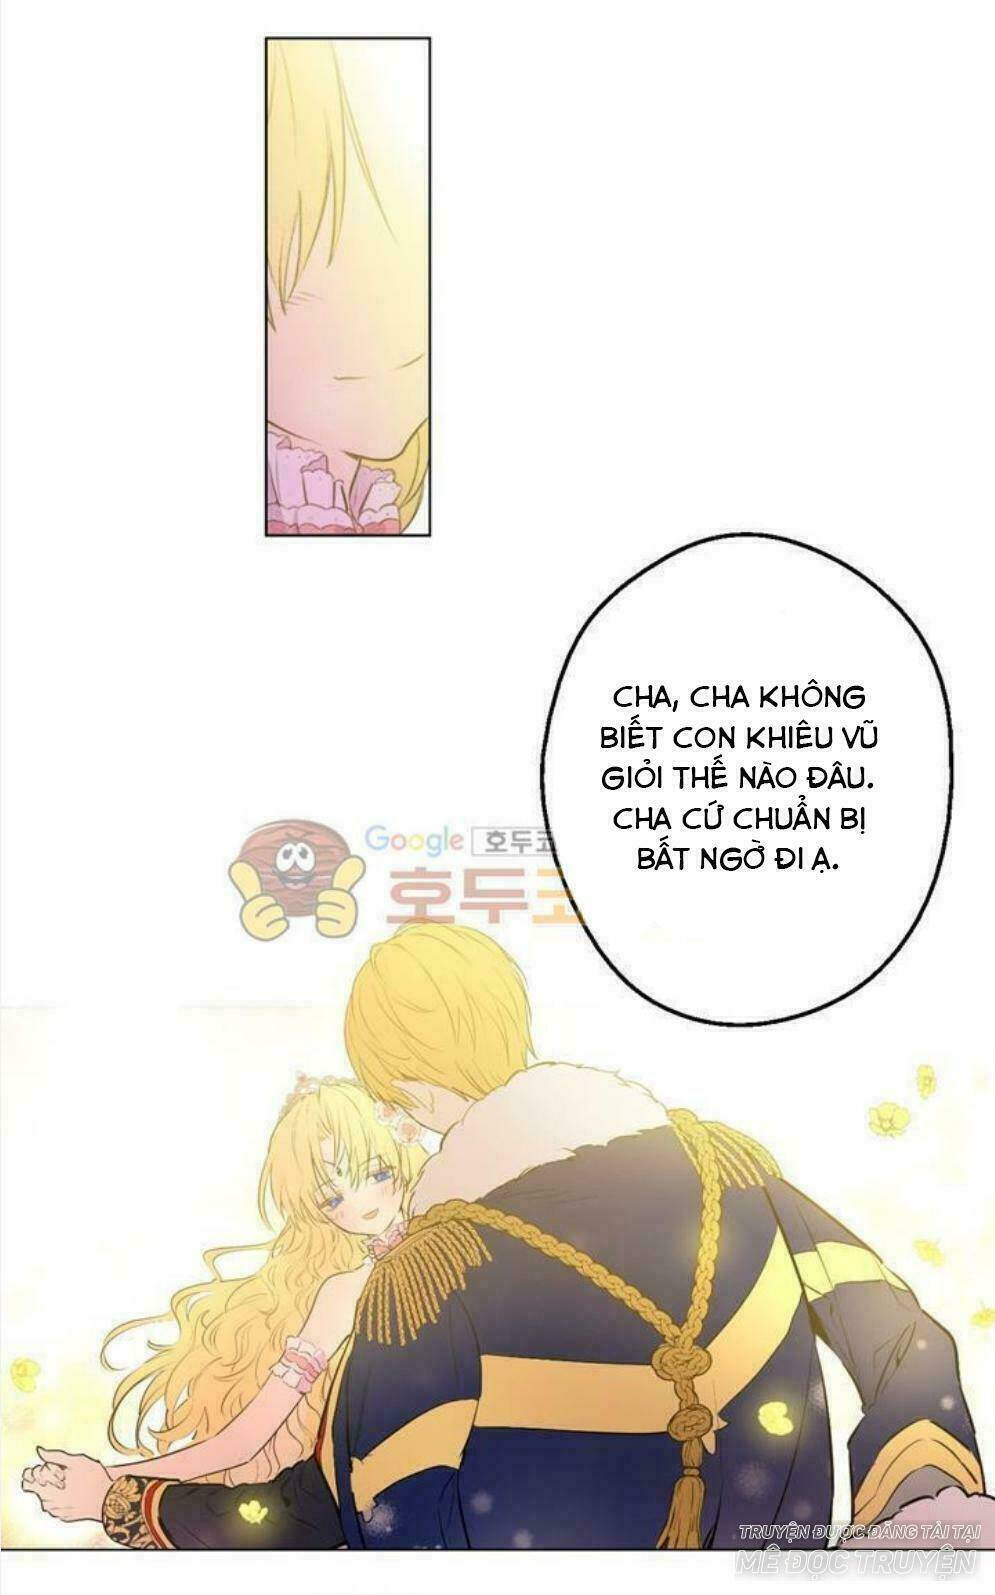 CHA, CHA KHÔNG
BIẾT CON KHIÊU VŨ
GIỎI THẾ NÀO ĐÂU.
CHA CỨ CHUẨN BỊ
BẤT NGỜ ĐI Ạ.
Google 호두코
호두코
TRUYỆN ĐƯỢC ĐĂNG TẢI TẠI
MÊ ĐỌC TRUYỆN